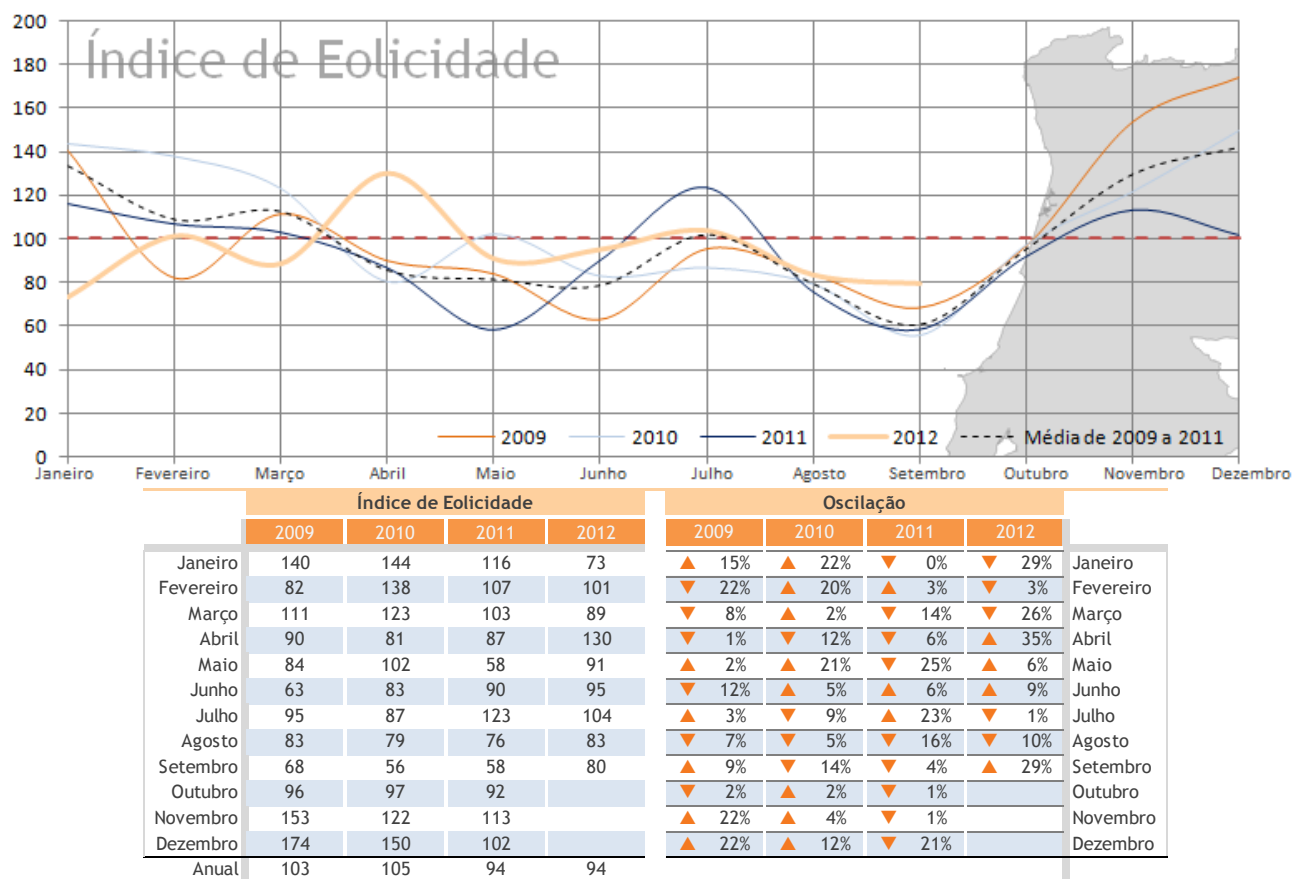 200
Índice de Eolicidade
180
160
140
120
100
80
60
40
20
0
2009 2010 2011 2012 Média de 2009 a 2011
Janeiro Fevereiro Março Abril Maio Junho Julho Agosto Setembro Outubro Novembro Dezembro
Índice de Eolicidade Oscilação
2009 2010 2011 2012 2009 2010 2011 2012
Janeiro 140 144 116 73 ▲ 15% ▲ 22% ▼ 0% ▼ 29% Janeiro
Fevereiro 82 138 107 101 ▼ 22% ▲ 20% ▲ 3% ▼ 3% Fevereiro
Março 111 123 103 89 ▼ 8% ▲ 2% ▼ 14% ▼ 26% Março
Abril 90 81 87 130 ▼ 1% ▼ 12% ▼ 6% ▲ 35% Abril
Maio 84 102 58 91 ▲ 2% ▲ 21% ▼ 25% ▲ 6% Maio
Junho 63 83 90 95 ▼ 12% ▲ 5% ▲ 6% ▲ 9% Junho
Julho 95 87 123 104 ▲ 3% ▼ 9% ▲ 23% ▼ 1% Julho
Agosto 83 79 76 83 ▼ 7% ▼ 5% ▼ 16% ▼ 10% Agosto
Setembro 68 56 58 80 ▲ 9% ▼ 14% ▼ 4% ▲ 29% Setembro
Outubro 96 97 92 ▼ 2% ▲ 2% ▼ 1% Outubro
Novembro 153 122 113 ▲ 22% ▲ 4% ▼ 1% Novembro
Dezembro 174 150 102 ▲ 22% ▲ 12% ▼ 21% Dezembro
Anual 103 105 94 94